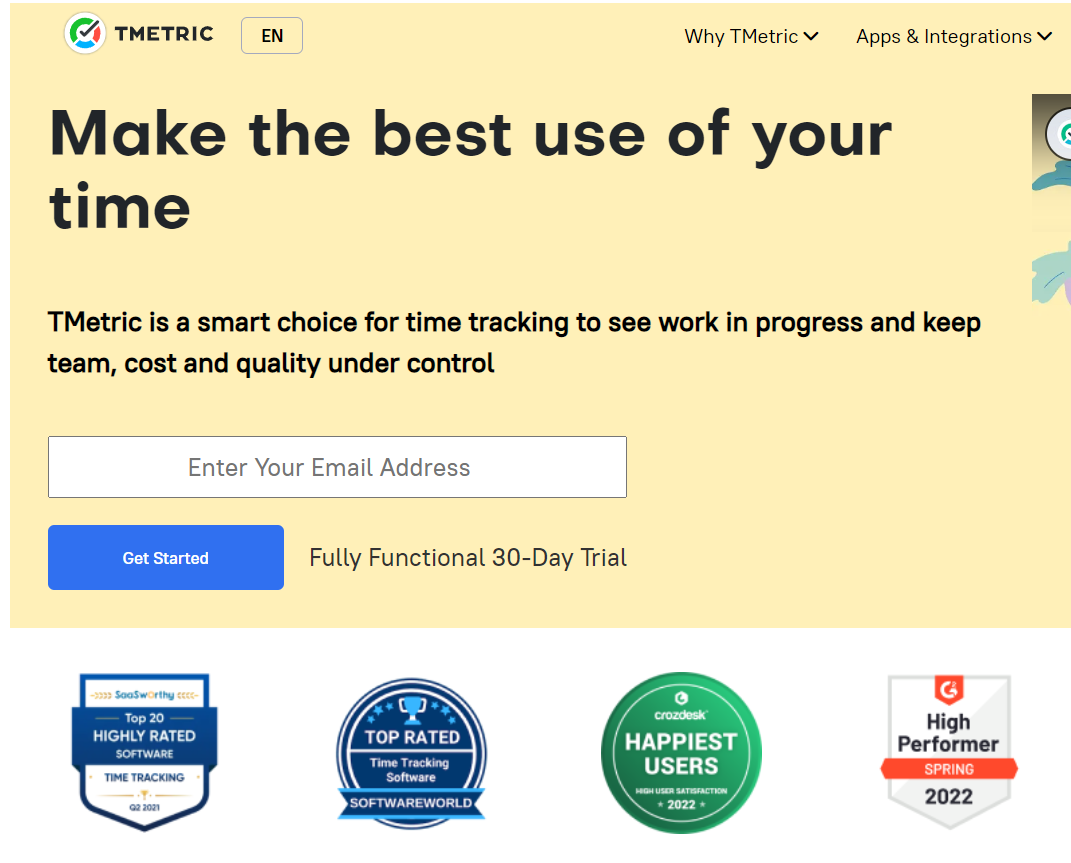 TMETRIC
EN
Why TMetric
Apps & Integrations
Make the best use of your
time
TMetric is a smart choice for time tracking to see work in progress and keep
team, cost and quality under control
Enter Your Email Address
Get Started
Fully Functional 30-Day Trial
SaaSworthy
Top 20
HIGHLY RATED
SOFTWARE
TIME TRACKING
Q2 2021
TOP RATED
Time Tracking
Software
SOFTWAREWORLD
crozdesk
HAPPIEST
USERS
HIGH USER SATISFACTION
2022
G2
High
Performer
SPRING
2022